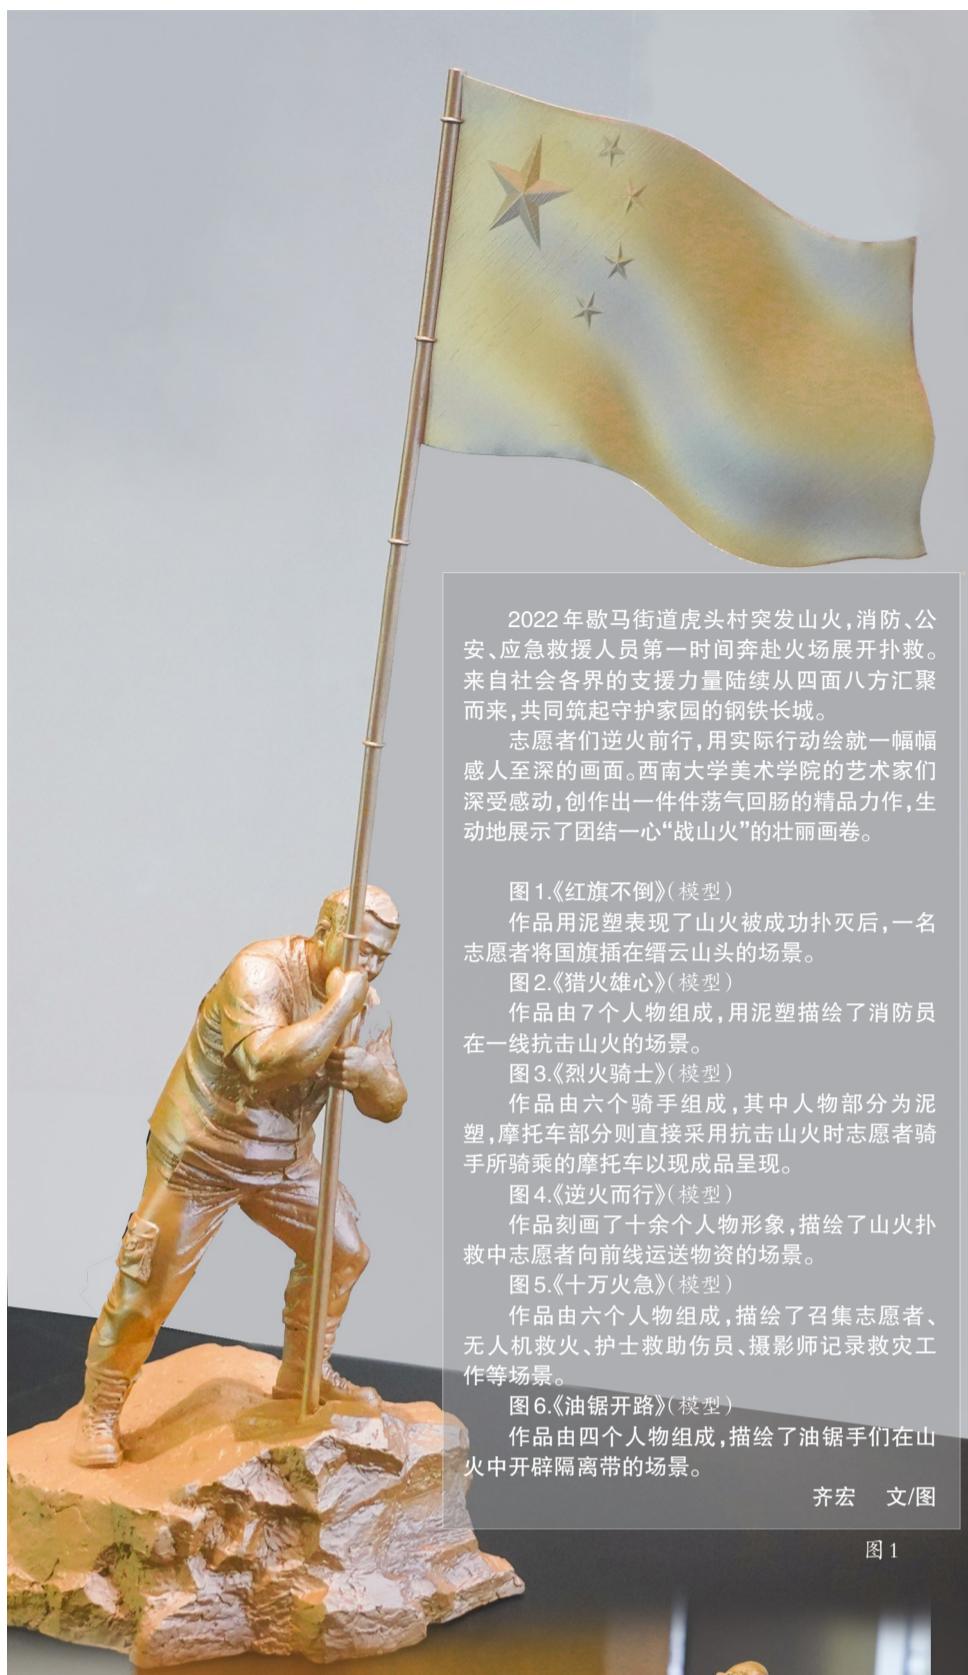 2022年歇马街道虎头村突发山火，消防、公
安、应急救援人员第一时间奔赴火场展开扑救。
来自社会各界的支援力量陆续从四面八方汇聚
而来，共同筑起守护家园的钢铁长城。
志愿者们逆火前行，用实际行动绘就一幅幅
感人至深的画面。西南大学美术学院的艺术家们
深受感动，创作出一件件荡气回肠的精品力作，生
动地展示了团结一心“战山火”的壮丽画卷。
图1.《红旗不倒》（模型）
作品用泥塑表现了山火被成功扑灭后，一名
志愿者将国旗插在缙云山头的场景。
图2.《猎火雄心》（模型）
作品由7个人物组成，用泥塑描绘了消防员
在一线抗击山火的场景。
图3.《烈火骑士》（模型）
作品由六个骑手组成，其中人物部分为泥
塑，摩托车部分则直接采用抗击山火时志愿者骑
手所骑乘的摩托车以现成品呈现。
图4.《逆火而行》（模型）
作品刻画了十余个人物形象，描绘了山火扑
救中志愿者向前线运送物资的场景。
图5.《十万火急》（模型）
作品由六个人物组成，描绘了召集志愿者、
无人机救火、护士救助伤员、摄影师记录救灾工
作等场景。
图6.《油锯开路》（模型）
作品由四个人物组成，描绘了油锯手们在山
火中开辟隔离带的场景。
齐宏 文/图
图1